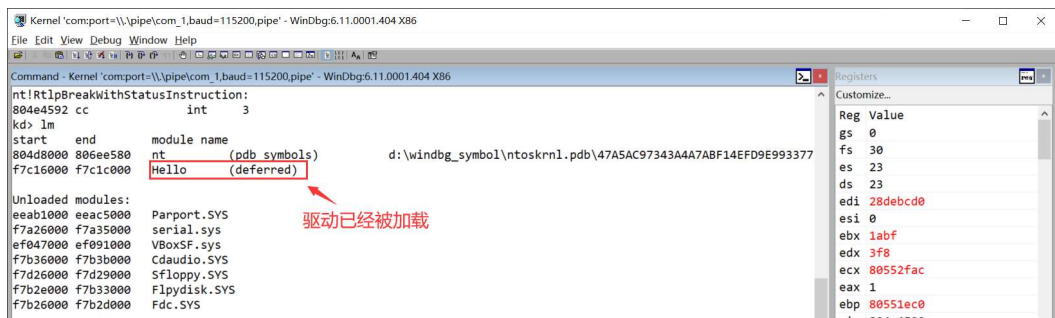 Kernel 'com:port=\\.\pipe\com_1,baud=115200,pipe' - WinDbg:6.11.0001.404 X86
File Edit View Debug Window Help
Command - Kernel 'com:port=\\.\pipe\com_1,baud=115200,pipe' - WinDbg:6.11.0001.404 X86
nt!RtlpBreakWithStatusInstruction:
804e4592 cc int 3
kd> lm
start end module name
804d8000 806ee580 nt (pdb symbols) d:\windbg_symbol\ntoskrnl.pdb\47A5AC97343A4A7ABF14EFD9E993377
f7c16000 f7c1c000 Hello (deferred)
Unloaded modules:
eeab1000 eeac5000 Parport.SYS
驱动已经被加载
f7a26000 f7a35000 serial.sys
ef047000 ef091000 VBoxSF.sys
f7b36000 f7b3b000 Cdaudio.SYS
f7d26000 f7d29000 Sfloppy.SYS
f7b2e000 f7b33000 Flpydisk.SYS
f7b26000 f7b2d000 Fdc.SYS
Registers
Customize...
Reg Value
gs 0
fs 30
es 23
ds 23
edi 28debcd0
esi 0
ebx 1abf
edx 3f8
ecx 80552fac
eax 1
ebp 80551ec0